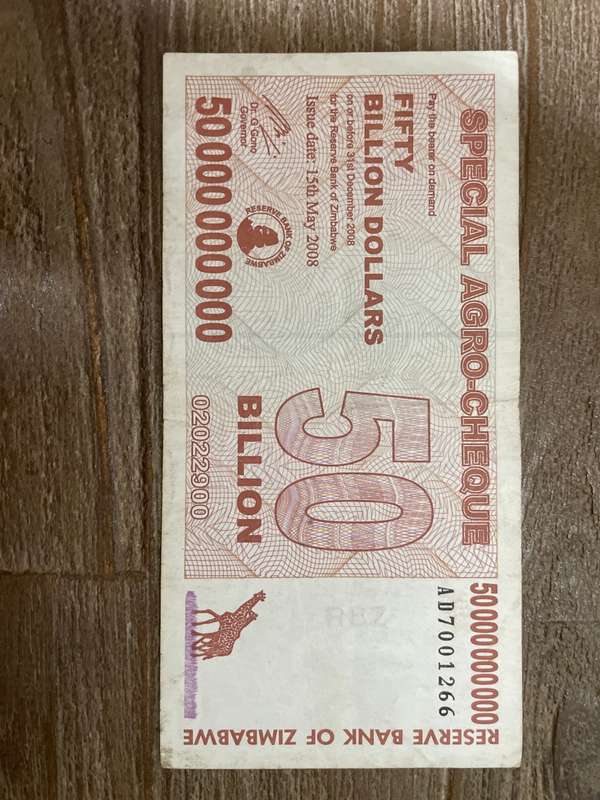 SPECIAL AGRO-CHEQUE
50000000000
Pay the bearer on demand
AD7001266
FIFTY
BILLION DOLLARS
on or before 31st December 2008
for the Reserve Bank of Zimbabwe
Issue date: 15th May 2008
50
BILLION
RBZ
Dr. G Gono
Governor
RESERVE BANK OF ZIMBABWE
50000000000
02022900
RESERVE BANK OF ZIMBABWE